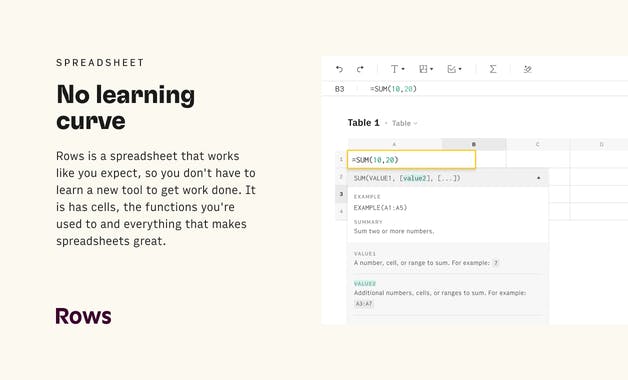 SPREADSHEET
No learning
curve
Rows is a spreadsheet that works
like you expect, so you don't have to
learn a new tool to get work done. It
is has cells, the functions you're
used to and everything that makes
spreadsheets great.
Rows
B3 =SUM(10,20)
Table 1 • Table
A B C D
1 =SUM(10,20)
2 SUM(VALUE1, [value2], [...])
3
4
EXAMPLE
EXAMPLE(A1:A5)
SUMMARY
Sum two or more numbers.
VALUE1
A number, cell, or range to sum. For example: 7
VALUE2
Additional numbers, cells, or ranges to sum. For example:
A3:A7